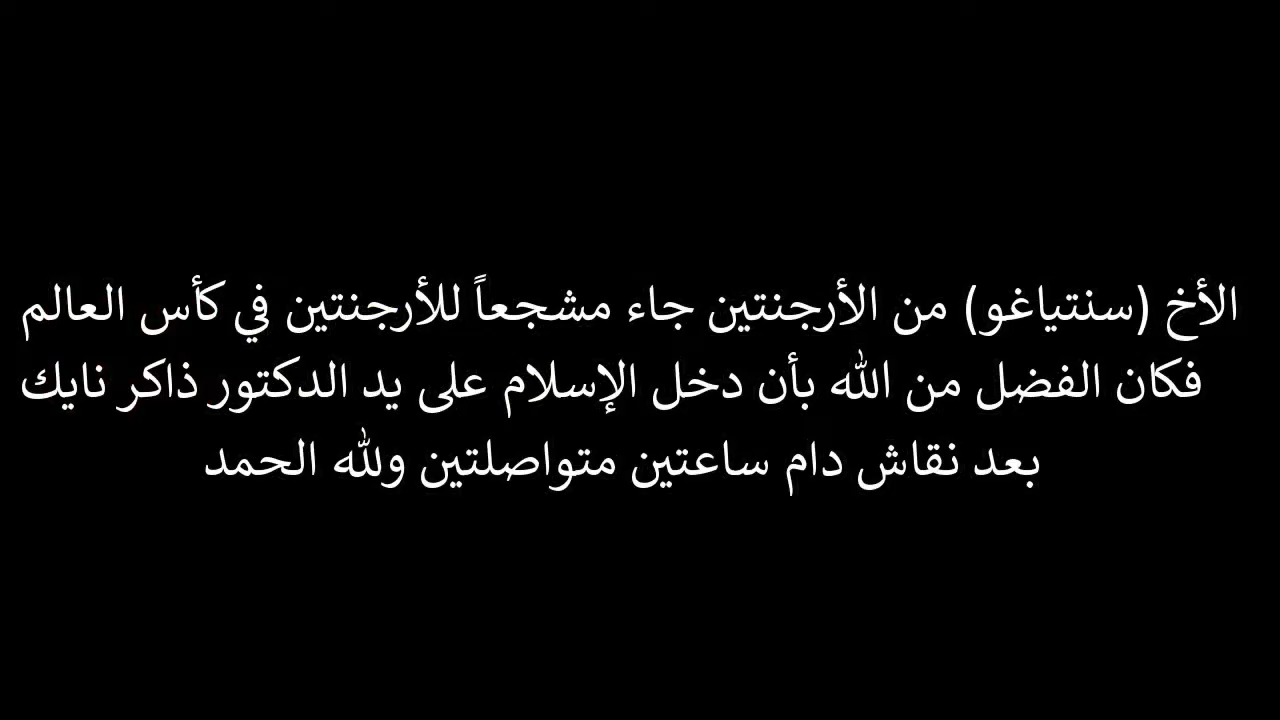 الأخ (سنتياغو) من الأرجنتين جاء مشجعاً للأرجنتين في كأس العالم
فكان الفضل من الله بأن دخل الإسلام على يد الدكتور ذاكر نايك
بعد نقاش دام ساعتين متواصلتين ولله الحمد